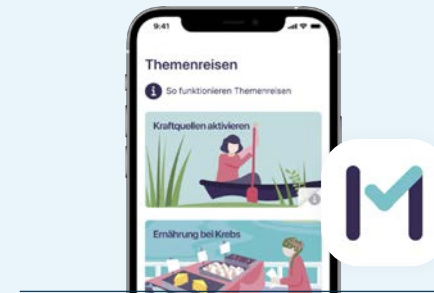 9:41
Themenreisen
So funktionieren Themenreisen
Kraftquellen aktivieren
Ernährung bei Krebs